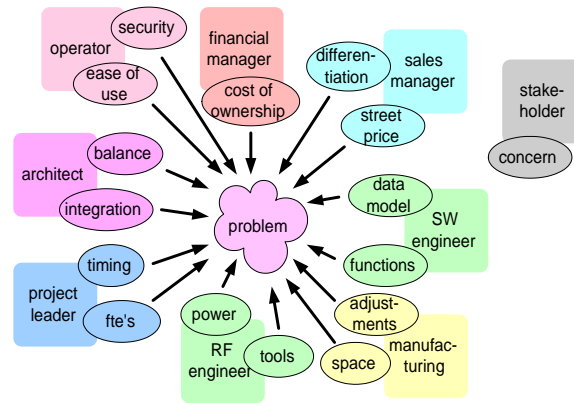 security
operator
ease of
use
financial
manager
cost of
ownership
differen-
tiation
sales
manager
street
price
stake-
holder
concern
balance
architect
integration
problem
data
model
SW
engineer
functions
timing
project
leader
fte's
power
RF
engineer
tools
adjust-
ments
space
manufac-
turing